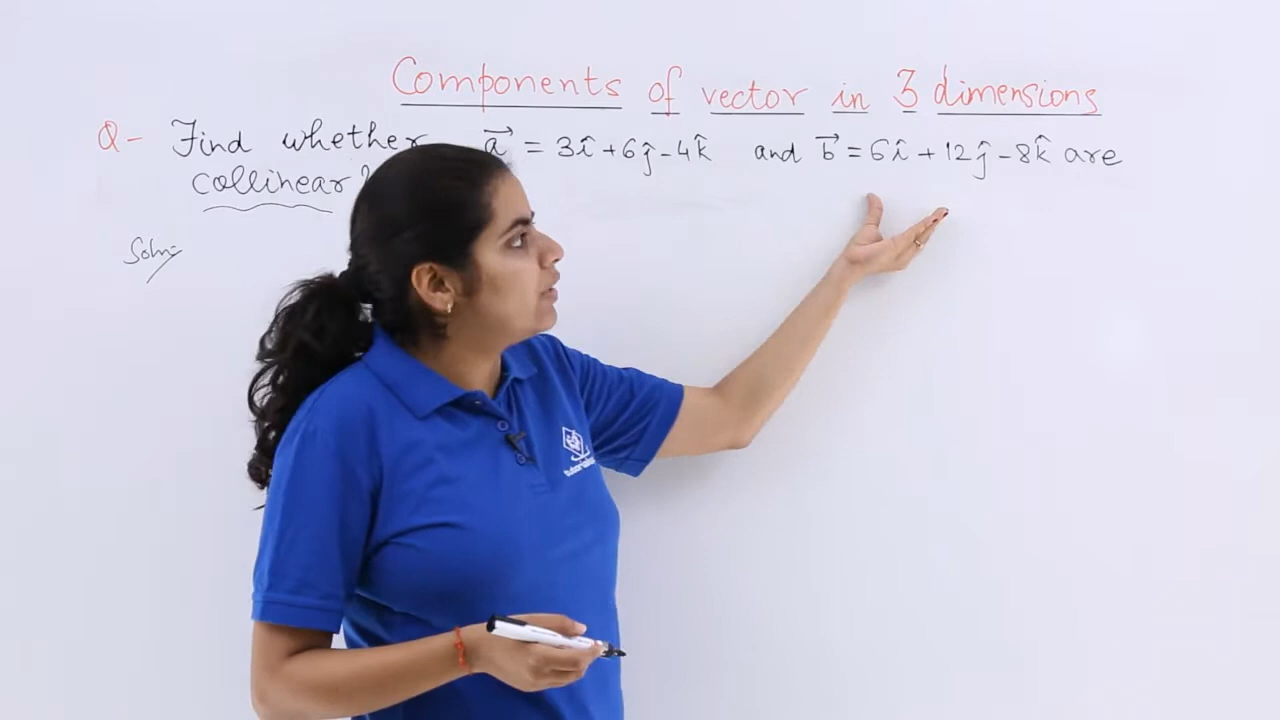 Components of vector in 3 dimensions
Q- Find whether a⃗ = 3î + 6ĵ - 4k̂ and b⃗ = 6î + 12ĵ - 8k̂ are
collinear?
Soln:-